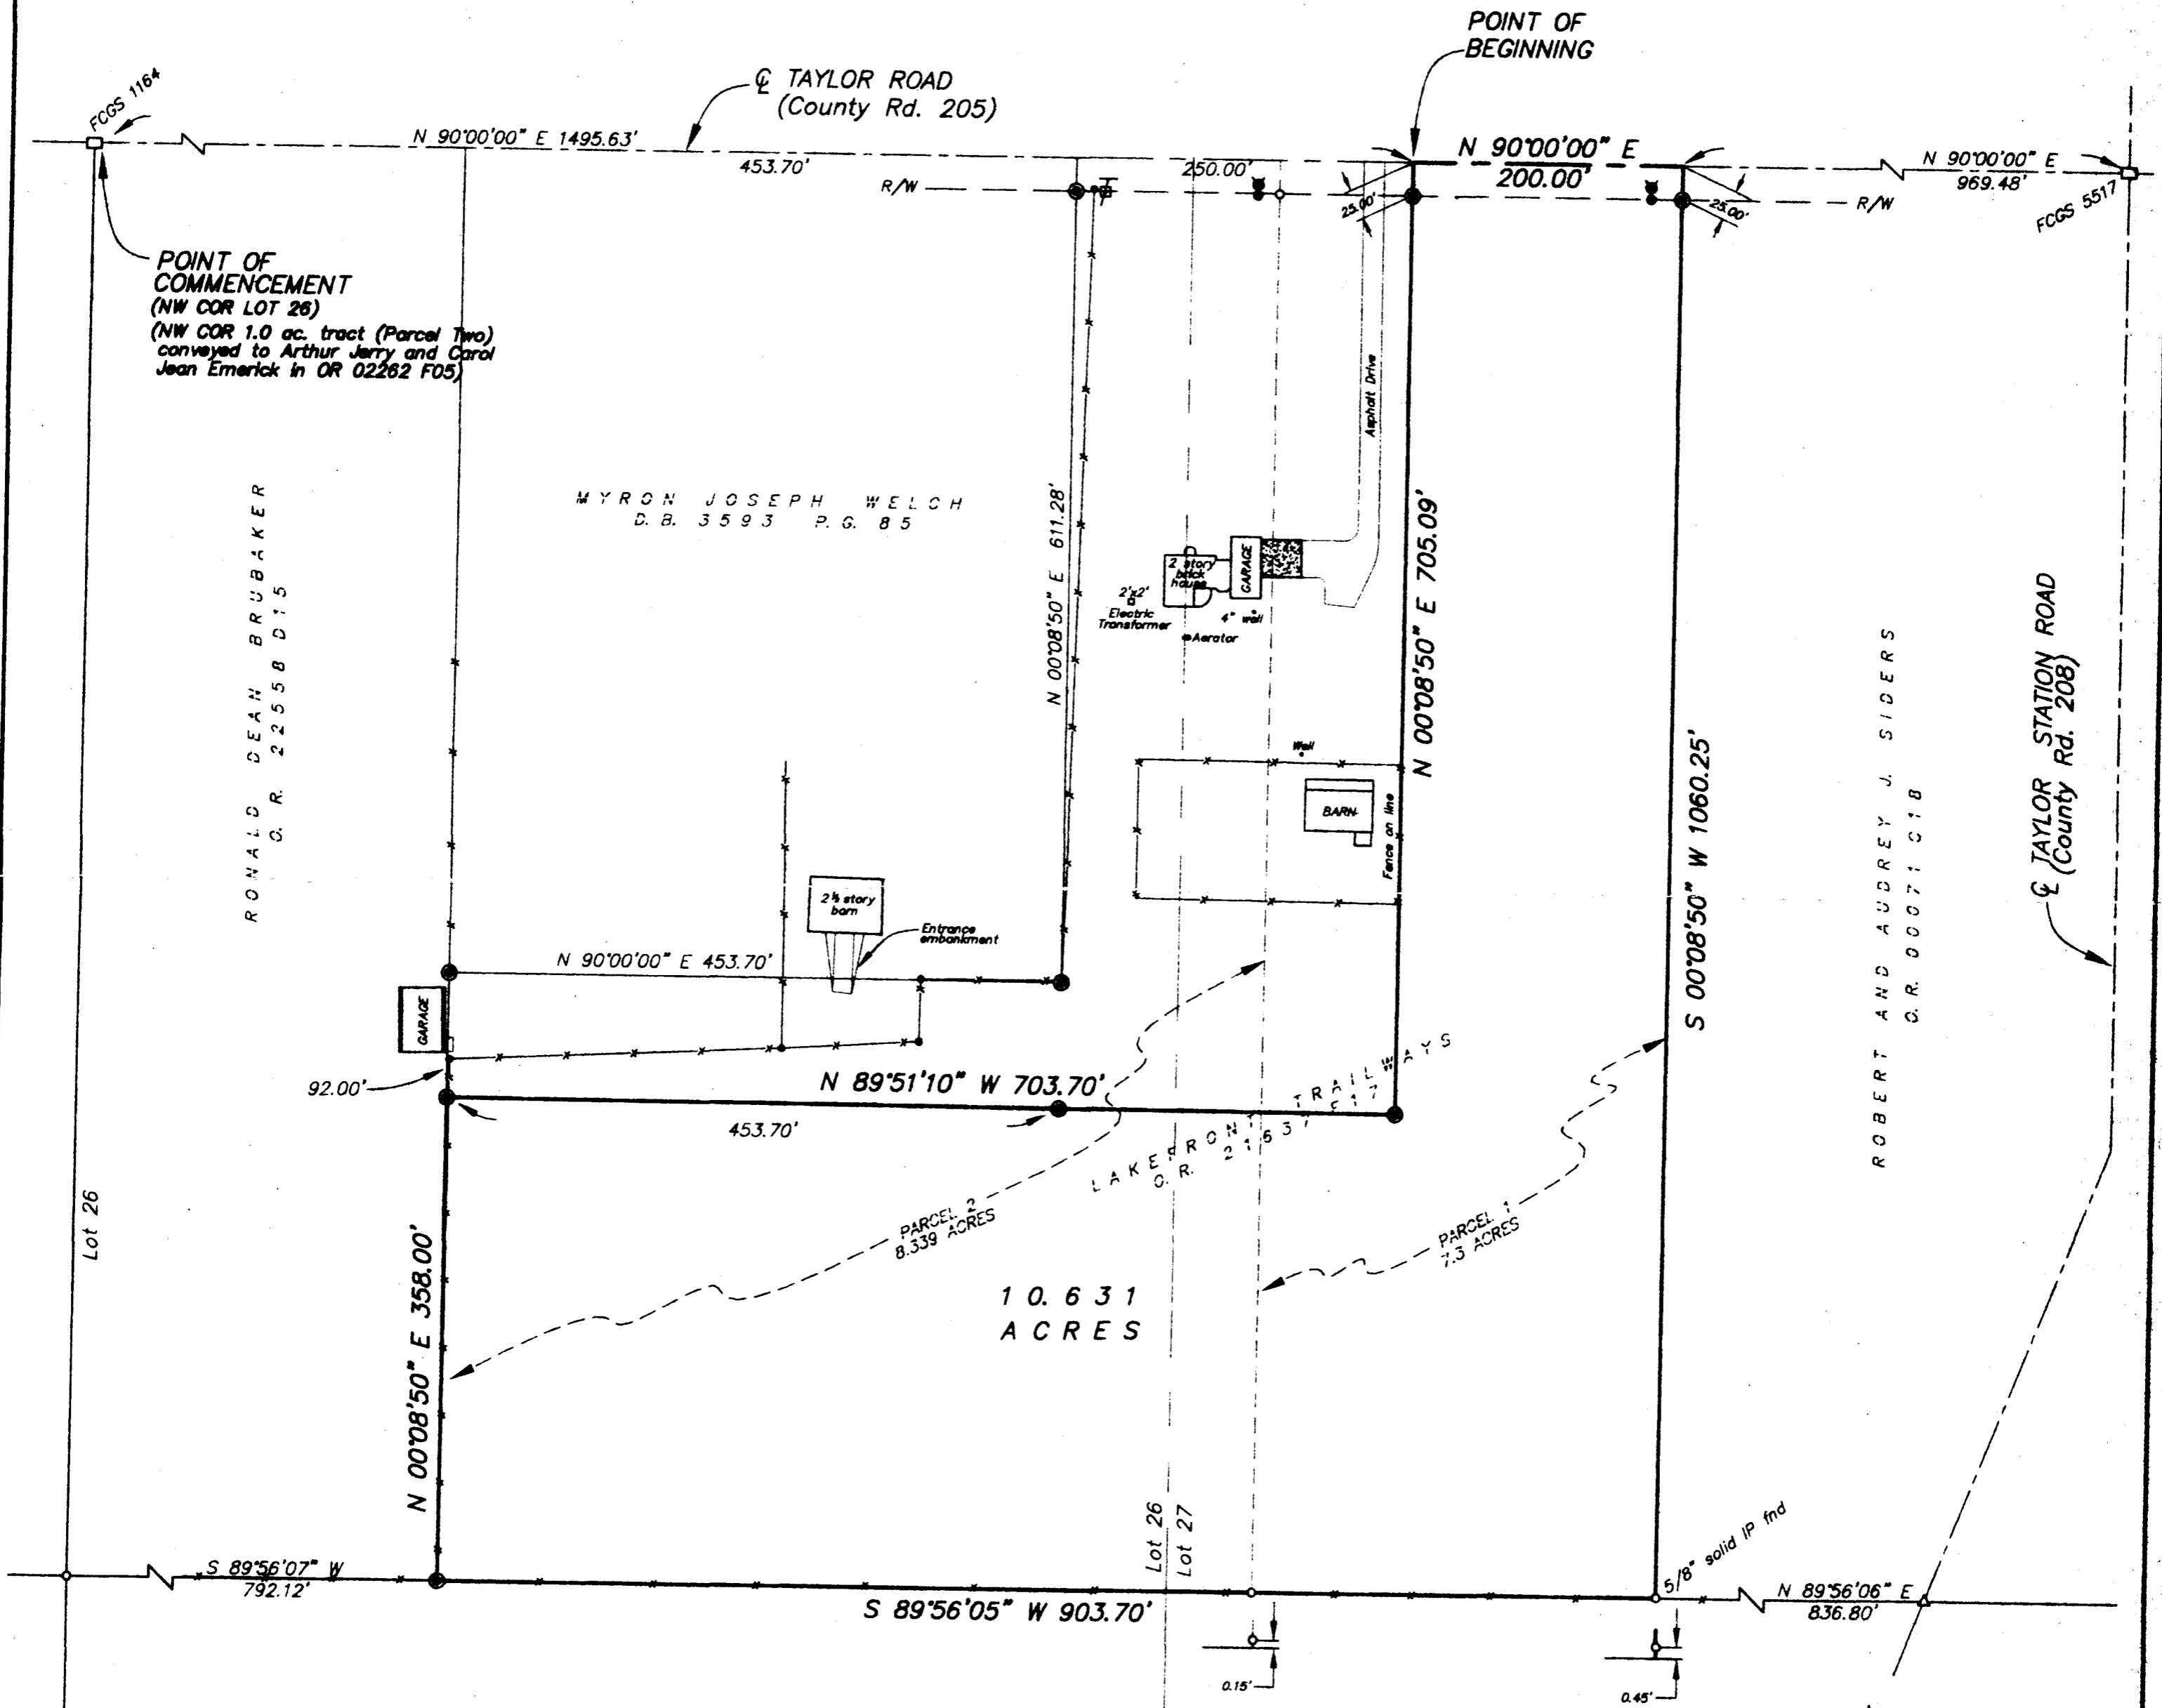 POINT OF
BEGINNING
FCGS 1164
℄ TAYLOR ROAD
(County Rd. 205)
N 90°00'00" E 1495.63'
453.70'
R/W
250.00'
N 90°00'00" E
200.00'
25.00'
25.00'
R/W
N 90°00'00" E
969.48'
FCGS 5517
POINT OF
COMMENCEMENT
(NW COR LOT 26)
(NW COR 1.0 ac. tract (Parcel Two)
conveyed to Arthur Jerry and Carol
Jean Emerick in OR 02262 F05)
RONALD DEAN BRUBAKER
O.R. 22558 D15
MYRON JOSEPH WELCH
D.B. 3593 P.G. 85
N 00°08'50" E 611.28'
Asphalt Drive
2 story
brick
house
GARAGE
2'x2'
Electric
Transformer
4" wall
Aerator
N 00°08'50" E 705.09'
Well
BARN
Fence on line
S 00°08'50" W 1060.25'
ROBERT AND AUDREY J. SIDERS
O.R. 00071 C18
℄ TAYLOR STATION ROAD
(County Rd. 208)
2½ story
barn
Entrance
embankment
N 90°00'00" E 453.70'
GARAGE
92.00'
N 89°51'10" W 703.70'
453.70'
LAKEFRONT TRAILWAYS
O.R. 21637 E17
PARCEL 2
8.339 ACRES
PARCEL 1
7.3 ACRES
Lot 26
N 00°08'50" E 358.00'
10.631
ACRES
Lot 26
Lot 27
5/8" solid IP fnd
S 89°56'07" W
792.12'
S 89°56'05" W 903.70'
N 89°56'06" E
836.80'
0.15'
0.45'